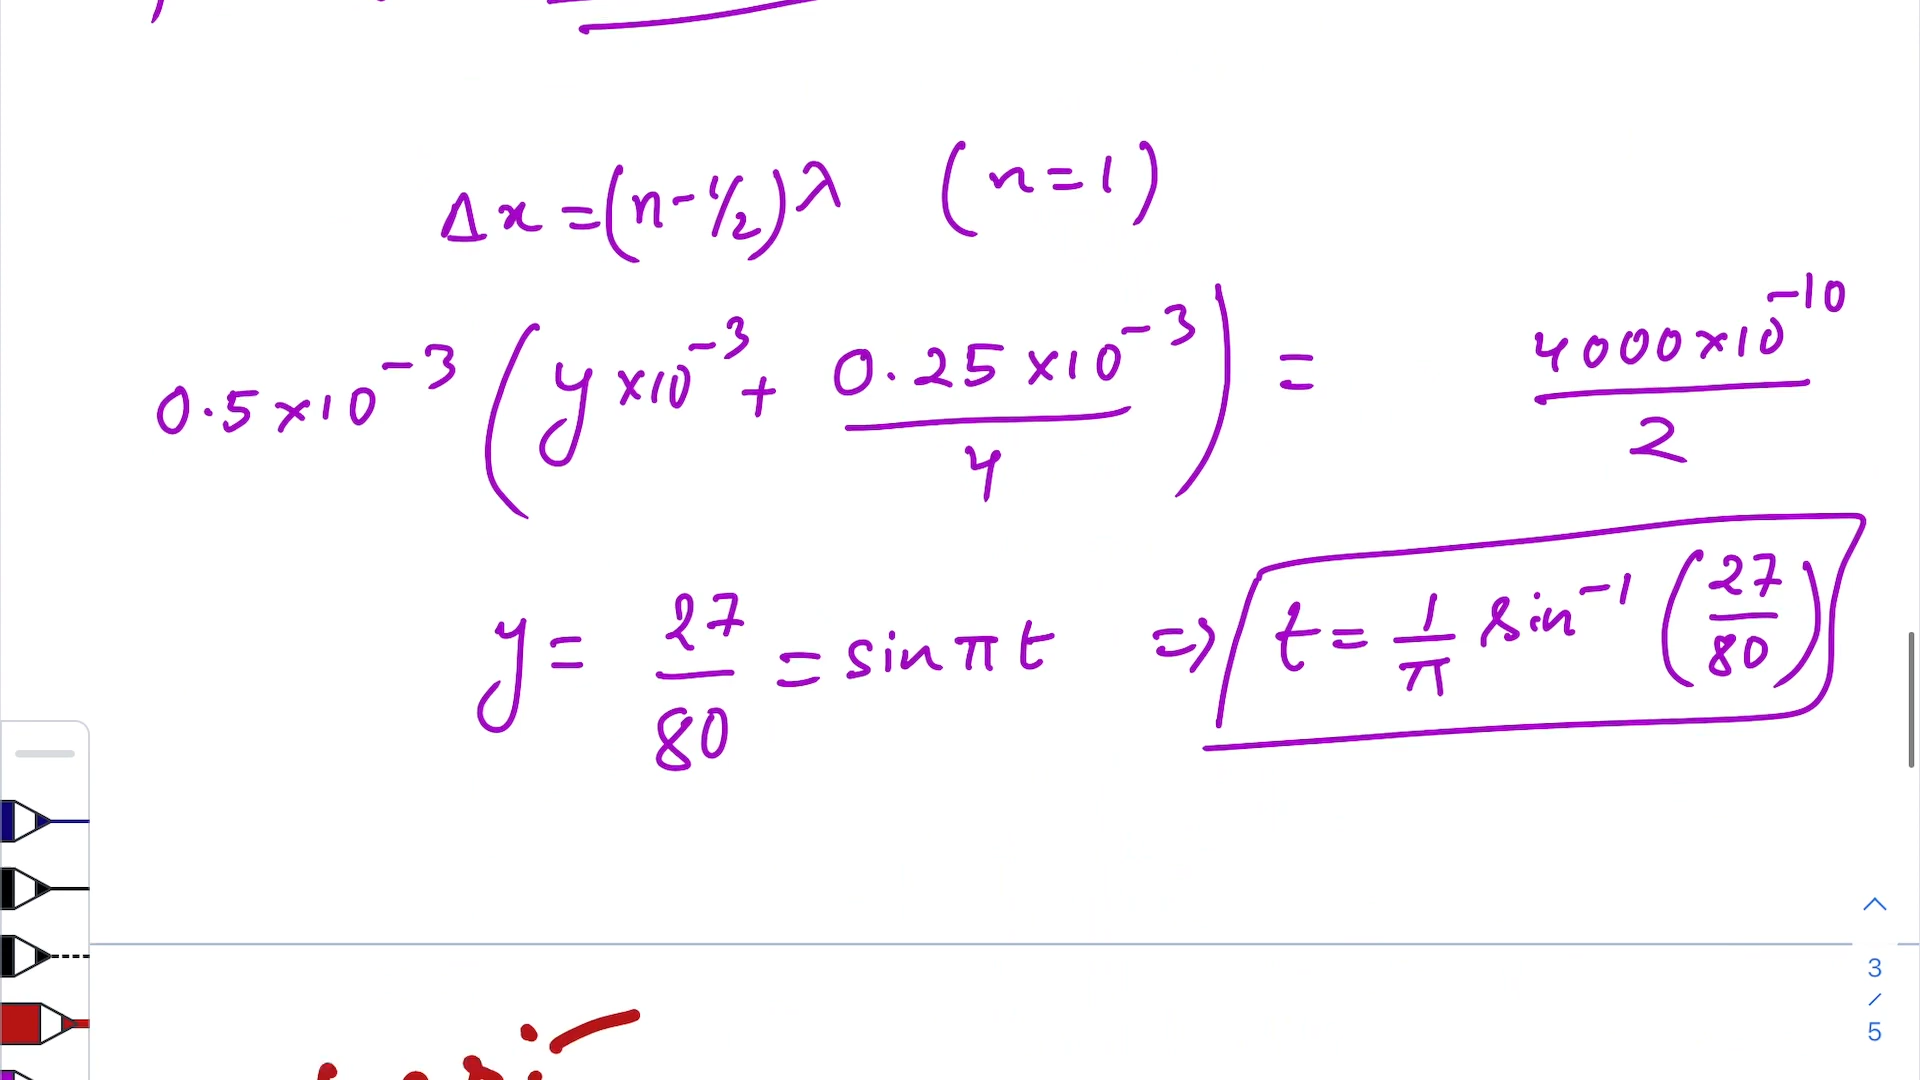 Δx = (n - 1/2) λ (n = 1)
0.5 × 10⁻³ (y × 10⁻³ + 0.25 × 10⁻³ / 4) = 4000 × 10⁻¹⁰ / 2
y = 27/80 = sin π t ⇒ t = 1/π sin⁻¹ (27/80)
3
/
5